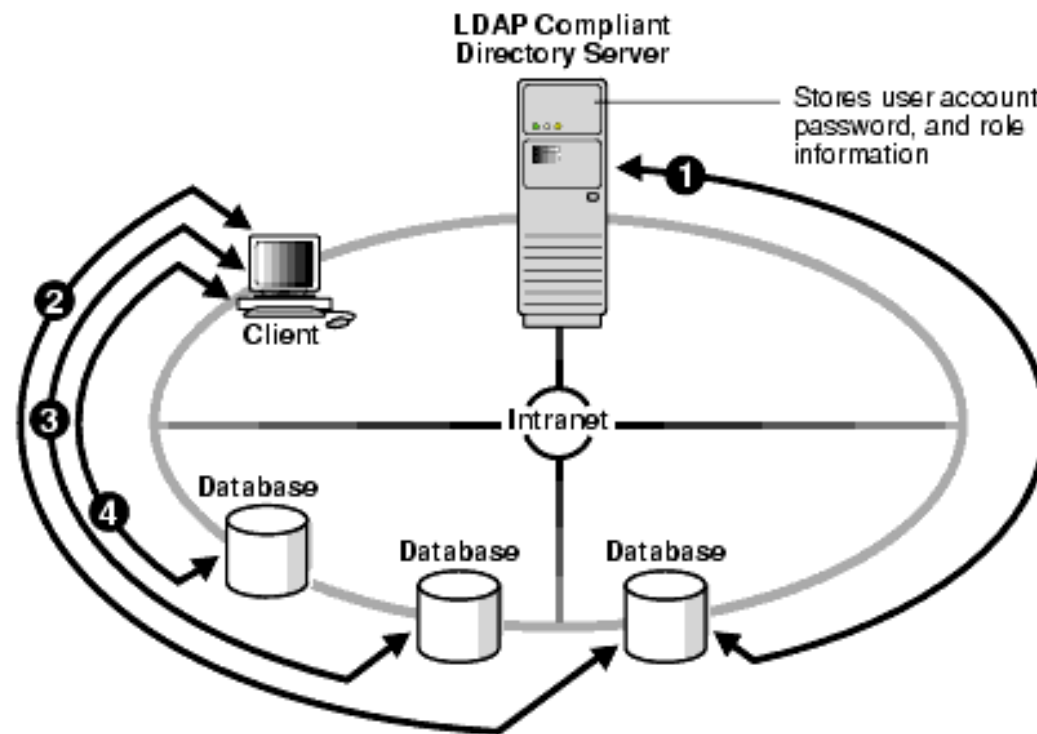 LDAP Compliant
Directory Server
Stores user account
password, and role
information
1
2
Client
3
Intranet
4
Database
Database
Database